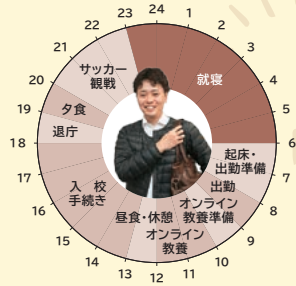 24
1
2
3
4
5
6
7
8
9
10
11
12
13
14
15
16
17
18
19
20
21
22
23
就寝
起床・
出勤準備
出勤
オンライン
教養準備
オンライン
教養
昼食・休憩
入 校
手続き
退庁
夕食
サッカー
観戦